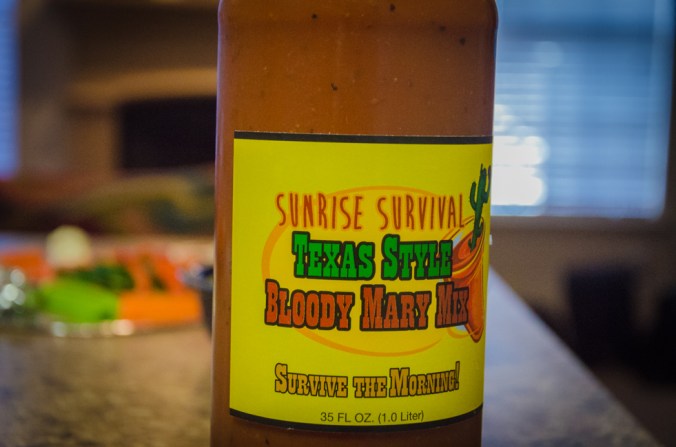 SUNRISE SURVIVAL
TEXAS STYLE
BLOODY MARY MIX
SURVIVE THE MORNING!
35 FL OZ. (1.0 Liter)